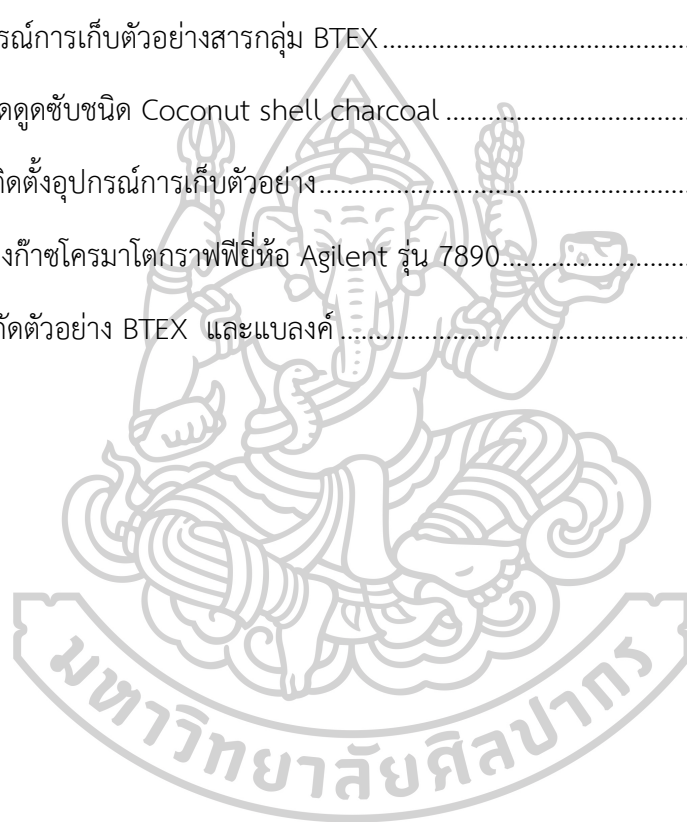 รณ์การเก็บตัวอย่างสารกลุ่ม BTEX........................................
ดดูดซับชนิด Coconut shell charcoal........................................
ติดตั้งอุปกรณ์การเก็บตัวอย่าง........................................
งก๊าซโครมาโตกราฟฟียี่ห้อ Agilent รุ่น 7890........................................
กัดตัวอย่าง BTEX และแบลงค์........................................
มหาวิทยาลัยศิลปากร